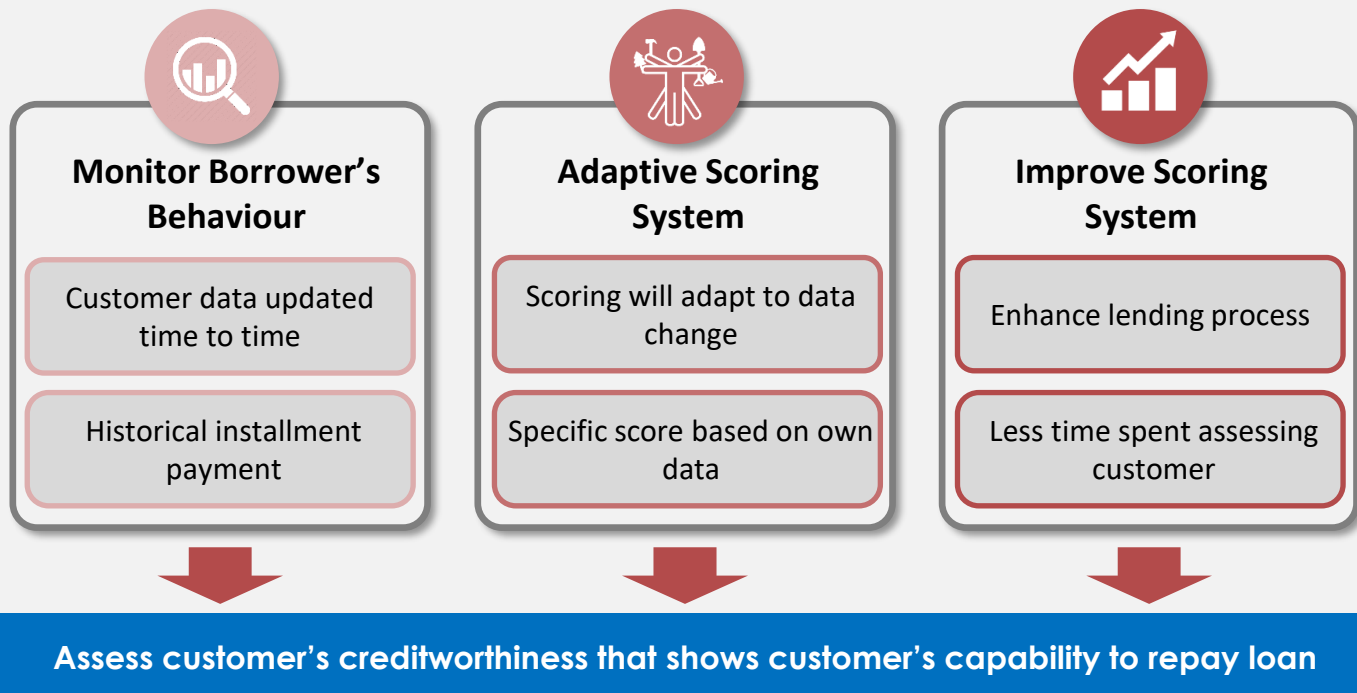 Monitor Borrower’s
Behaviour
Customer data updated
time to time
Historical installment
payment
Adaptive Scoring
System
Scoring will adapt to data
change
Specific score based on own
data
Improve Scoring
System
Enhance lending process
Less time spent assessing
customer
Assess customer’s creditworthiness that shows customer’s capability to repay loan